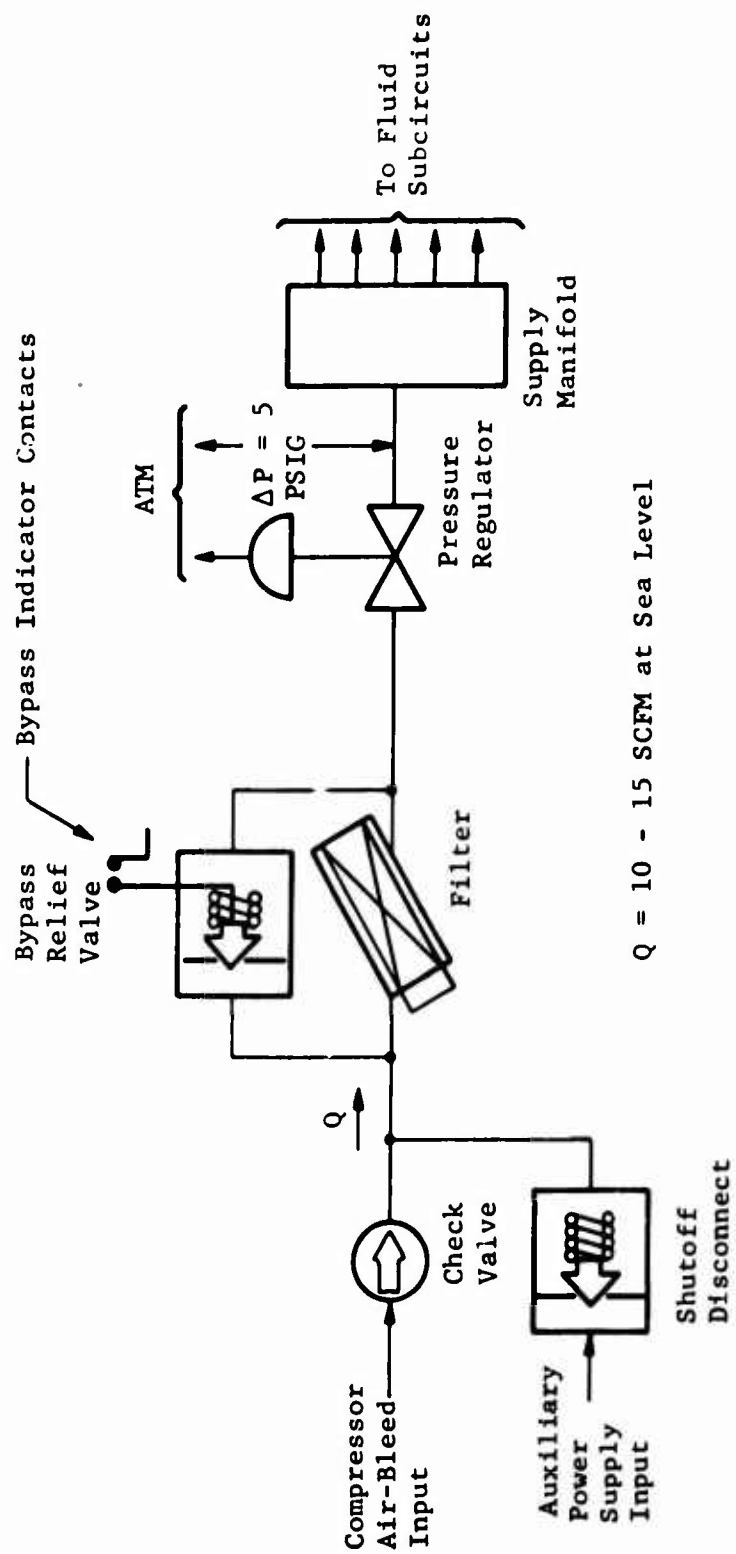 Bypass Indicator Contacts
Bypass
Relief
Valve
ATM
ΔP = 5
PSIG
To Fluid
Subcircuits
Q
Filter
Pressure
Regulator
Supply
Manifold
Compressor
Air-Bleed
Input
Check
Valve
Auxiliary
Power
Supply
Input
Shutoff
Disconnect
Q = 10 - 15 SCFM at Sea Level